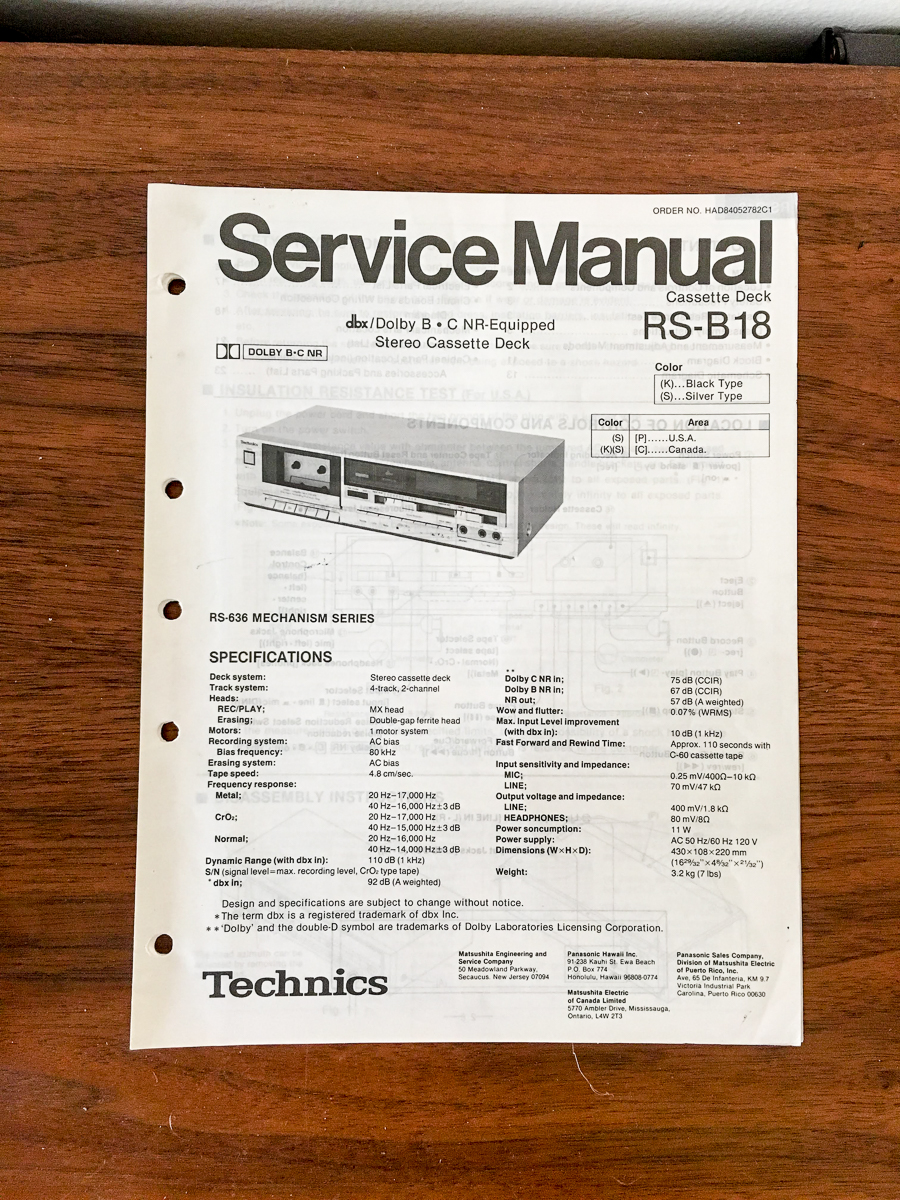 ORDER NO. HAD84052782C1
Service Manual
Cassette Deck
RS-B18
dbx/Dolby B • C NR-Equipped
Stereo Cassette Deck
DOLBY B•C NR
Color
(K)...Black Type
(S)...Silver Type
Color Area
(S) [P]......U.S.A.
(K)(S) [C]......Canada.
Technics
RS-636 MECHANISM SERIES
SPECIFICATIONS
Deck system: Stereo cassette deck
Track system: 4-track, 2-channel
Heads:
REC/PLAY; MX head
Erasing; Double-gap ferrite head
Motors: 1 motor system
Recording system: AC bias
Bias frequency: 80 kHz
Erasing system: AC bias
Tape speed: 4.8 cm/sec.
Frequency response:
Metal; 20 Hz–17,000 Hz
40 Hz–16,000 Hz±3 dB
CrO₂; 20 Hz–17,000 Hz
40 Hz–15,000 Hz±3 dB
Normal; 20 Hz–16,000 Hz
40 Hz–14,000 Hz±3 dB
Dynamic Range (with dbx in): 110 dB (1 kHz)
S/N (signal level=max. recording level, CrO₂ type tape)
* dbx in; 92 dB (A weighted)
**
Dolby C NR in; 75 dB (CCIR)
Dolby B NR in; 67 dB (CCIR)
NR out; 57 dB (A weighted)
Wow and flutter: 0.07% (WRMS)
Max. Input Level improvement
(with dbx in): 10 dB (1 kHz)
Fast Forward and Rewind Time: Approx. 110 seconds with
C-60 cassette tape
Input sensitivity and impedance:
MIC; 0.25 mV/400Ω–10 kΩ
LINE; 70 mV/47 kΩ
Output voltage and impedance:
LINE; 400 mV/1.8 kΩ
HEADPHONES; 80 mV/8Ω
Power soncumption: 11 W
Power supply: AC 50 Hz/60 Hz 120 V
Dimensions (W×H×D): 430×108×220 mm
Weight: 3.2 kg (7 lbs)
Design and specifications are subject to change without notice.
* The term dbx is a registered trademark of dbx Inc.
** 'Dolby' and the double-D symbol are trademarks of Dolby Laboratories Licensing Corporation.
Technics
Matsushita Engineering and
Service Company
50 Meadowland Parkway,
Secaucus. New Jersey 07094
Panasonic Hawaii Inc.
91-238 Kauhi St. Ewa Beach
P.O. Box 774
Honolulu, Hawaii 96808-0774
Matsushita Electric
of Canada Limited
5770 Ambler Drive, Mississauga,
Ontario, L4W 2T3
Panasonic Sales Company,
Division of Matsushita Electric
of Puerto Rico, Inc.
Ave, 65 De Infanteria, KM 9.7
Victoria Industrial Park
Carolina, Puerto Rico 00630